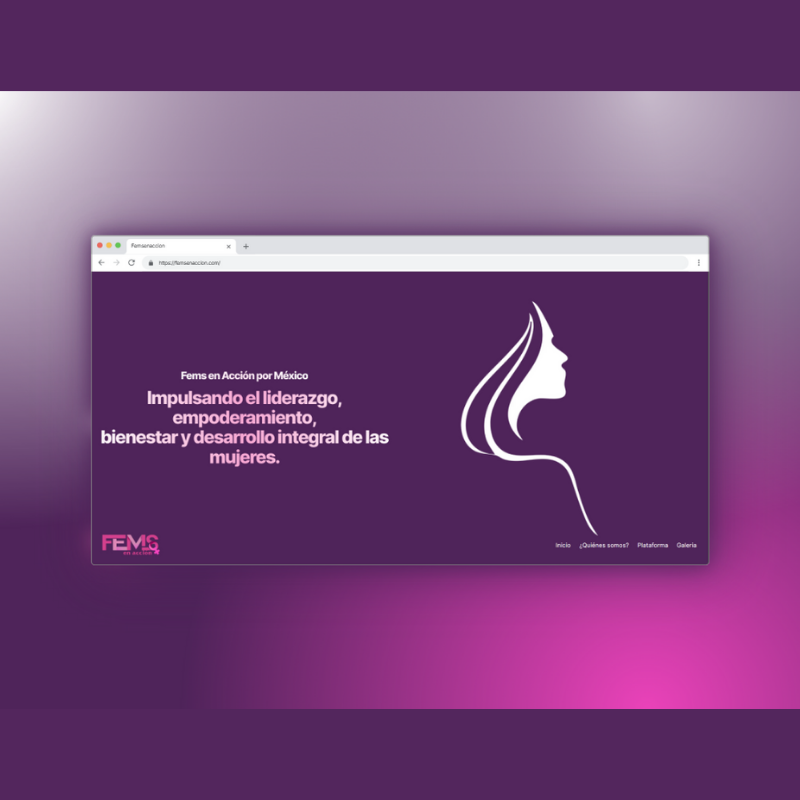 Femsenaccion
https://femsenaccion.com/
Fems en Acción por México
Impulsando el liderazgo,
empoderamiento,
bienestar y desarrollo integral de las
mujeres.
FEMS
en acción
Inicio ¿Quiénes somos? Plataforma Galería